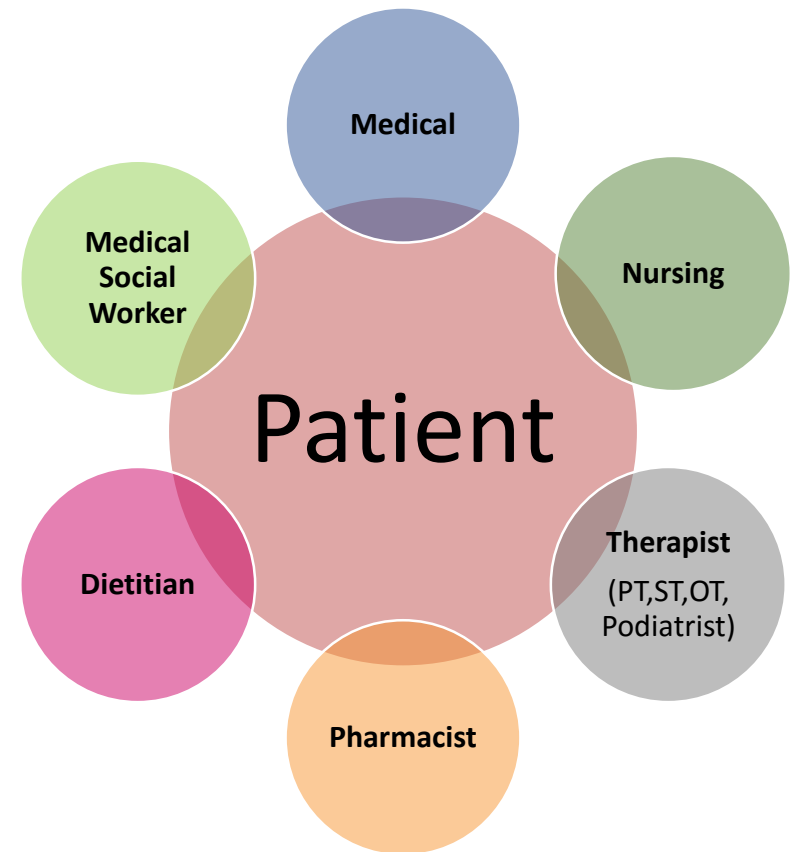 Medical
Nursing
Therapist
(PT,ST,OT,
Podiatrist)
Pharmacist
Dietitian
Medical
Social
Worker
Patient